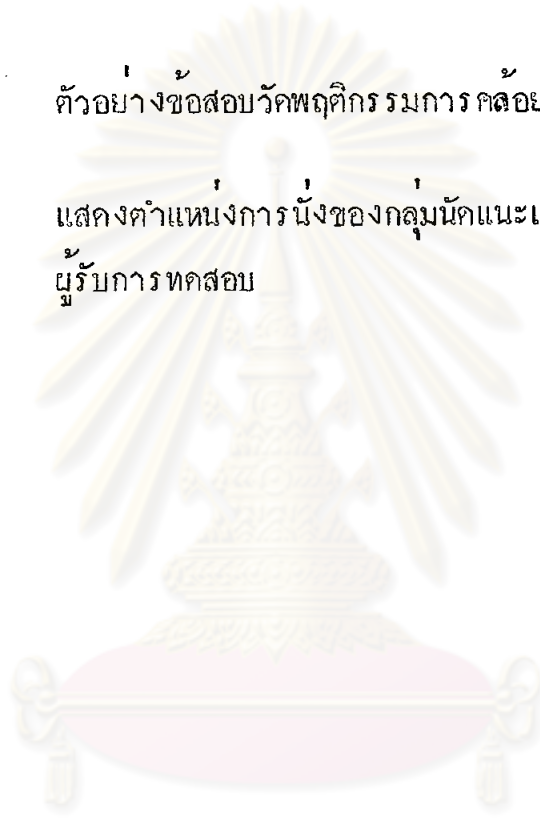 ตัวอย่างข้อสอบวัดพฤติกรรมการคล้อย
แสดงตำแหน่งการนั่งของกลุ่มนัดแนะ
ผู้รับการทดสอบ